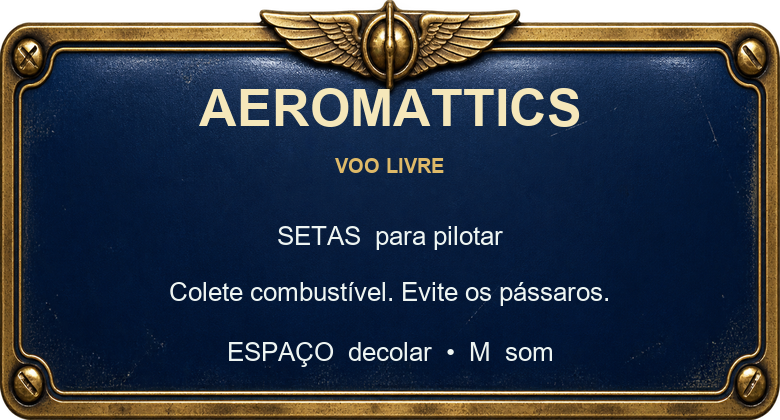 AEROMATTICS
VOO LIVRE
SETAS para pilotar
Colete combustível. Evite os pássaros.
ESPAÇO decolar • M som